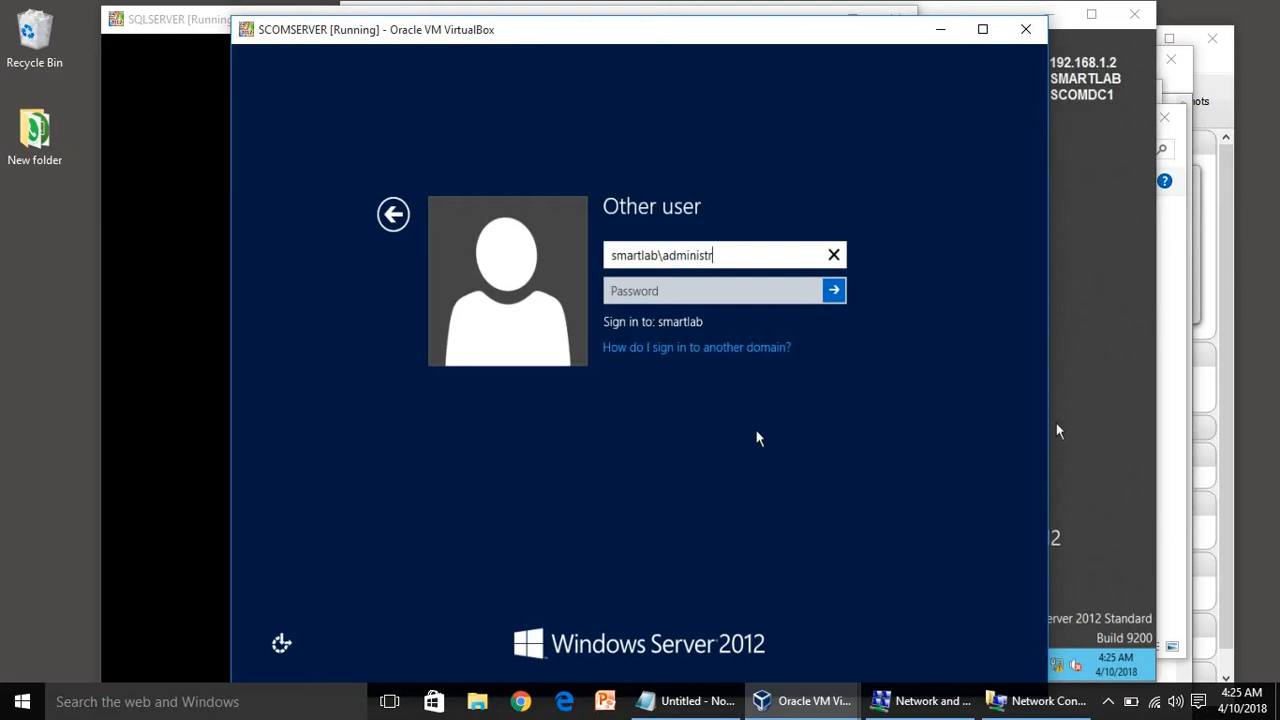 SQLSERVER [Running
SCOMSERVER [Running] - Oracle VM VirtualBox
Recycle Bin
New folder
192.168.1.2
SMARTLAB
SCOMDC1
Other user
smartlab\administr
Password
Sign in to: smartlab
How do I sign in to another domain?
Windows Server 2012
erver 2012 Standard
Build 9200
4:25 AM
4/10/2018
Search the web and Windows
Untitled - No...
Oracle VM Vi...
Network and ...
Network Con...
4:25 AM
4/10/2018